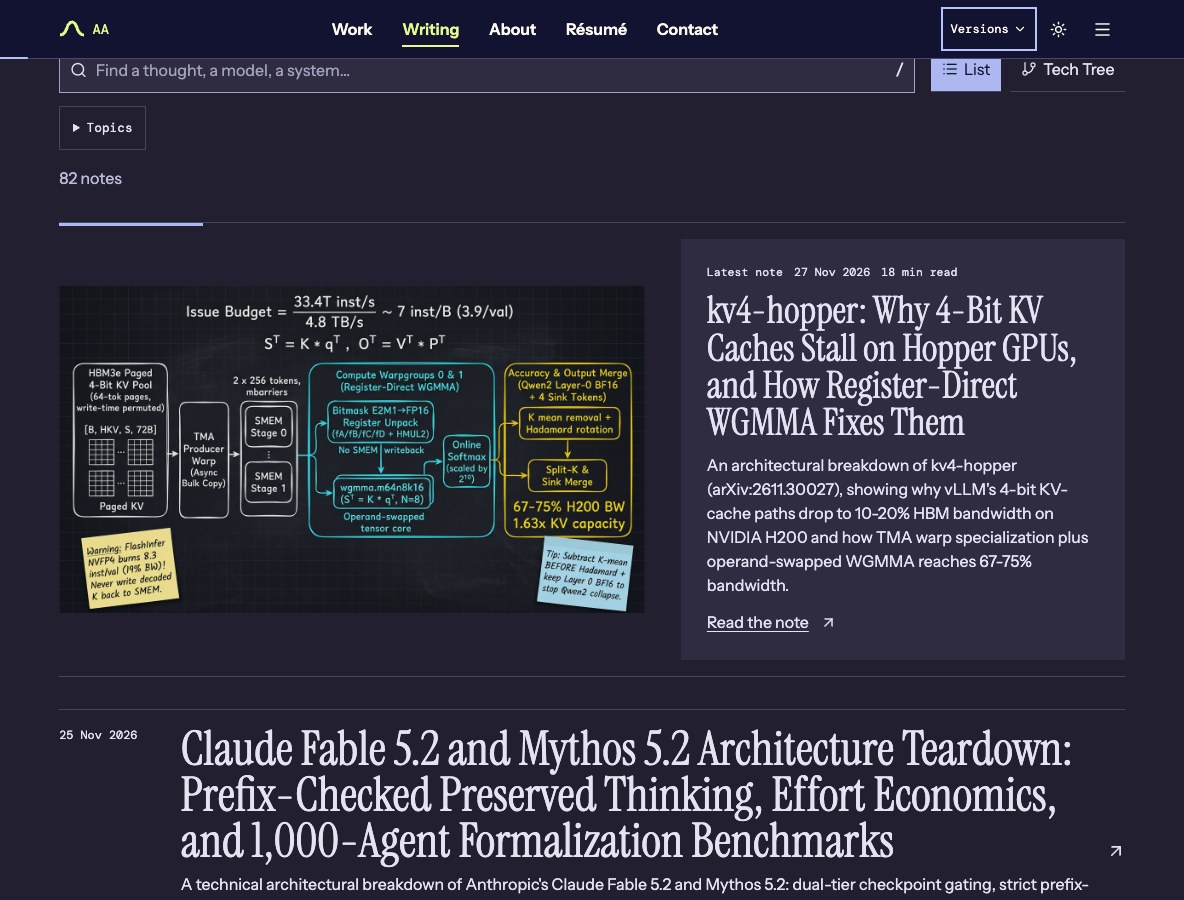 AA
Work Writing About Résumé Contact
Versions
Find a thought, a model, a system...
/
List
Tech Tree
Topics
82 notes
Issue Budget = 33.4T inst/s / 4.8 TB/s ~ 7 inst/B (3.9/val)
Sᵀ = K * qᵀ , Oᵀ = Vᵀ * Pᵀ
HBM3e Paged
4-Bit KV Pool
(64-tok pages,
write-time permuted)
[B, HKV, S, 72B]
...
...
Paged KV
TMA
Producer
Warp
(Async
Bulk Copy)
2 x 256 tokens,
mbarriers
SMEM
Stage 0
⋮
SMEM
Stage 1
Compute Warpgroups 0 & 1
(Register-Direct WGMMA)
Bitmask E2M1→FP16
Register Unpack
(fA/fB/fC/fD + HMUL2)
No SMEM writeback
wgmma.m64n8k16
(Sᵀ = K * qᵀ, N=8)
Operand-swapped
tensor core
Online
Softmax
(scaled by
2¹⁰)
Accuracy & Output Merge
(Qwen2 Layer-0 BF16
+ 4 Sink Tokens)
K mean removal +
Hadamard rotation
Split-K &
Sink Merge
67-75% H200 BW
1.63x KV capacity
Warning: FlashInfer
NVFP4 burns 8.3
inst/val (19% BW)!
Never write decoded
K back to SMEM.
Tip: Subtract K-mean
BEFORE Hadamard +
keep Layer 0 BF16 to
stop Qwen2 collapse.
Latest note 27 Nov 2026 18 min read
kv4-hopper: Why 4-Bit KV
Caches Stall on Hopper GPUs,
and How Register-Direct
WGMMA Fixes Them
An architectural breakdown of kv4-hopper
(arXiv:2611.30027), showing why vLLM's 4-bit KV-
cache paths drop to 10-20% HBM bandwidth on
NVIDIA H200 and how TMA warp specialization plus
operand-swapped WGMMA reaches 67-75%
bandwidth.
Read the note
25 Nov 2026
Claude Fable 5.2 and Mythos 5.2 Architecture Teardown:
Prefix-Checked Preserved Thinking, Effort Economics,
and 1,000-Agent Formalization Benchmarks
A technical architectural breakdown of Anthropic's Claude Fable 5.2 and Mythos 5.2: dual-tier checkpoint gating, strict prefix-